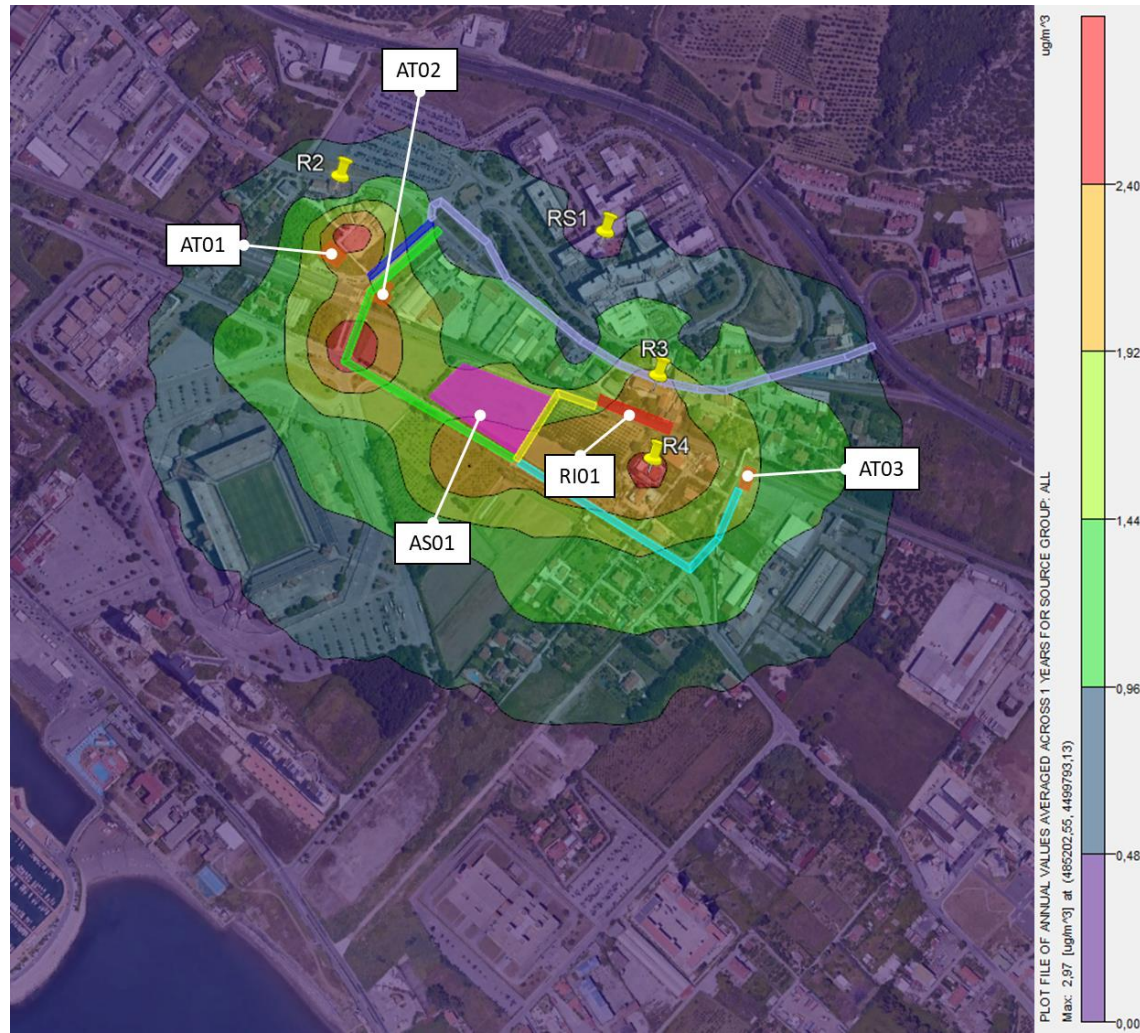 AT02
R2
RS1
AT01
R3
R4
RI01
AT03
AS01
ug/m^3
2,40
1,92
1,44
0,96
0,48
0,00
PLOT FILE OF ANNUAL VALUES AVERAGED ACROSS 1 YEARS FOR SOURCE GROUP: ALL
Max: 2,97 [ug/m^3] at (485202,55, 4499793,13)